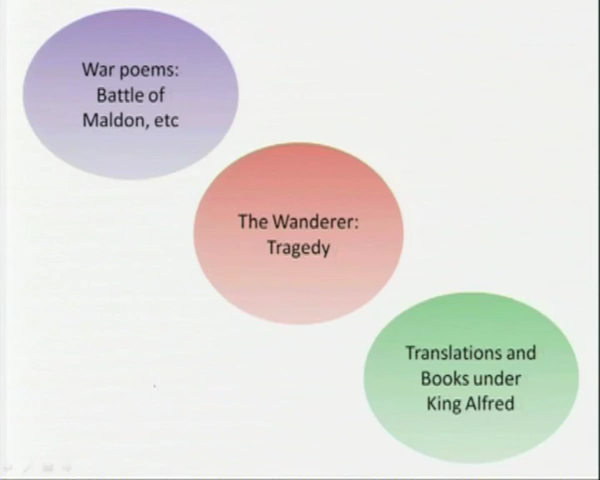 War poems:
Battle of
Maldon, etc
The Wanderer:
Tragedy
Translations and
Books under
King Alfred